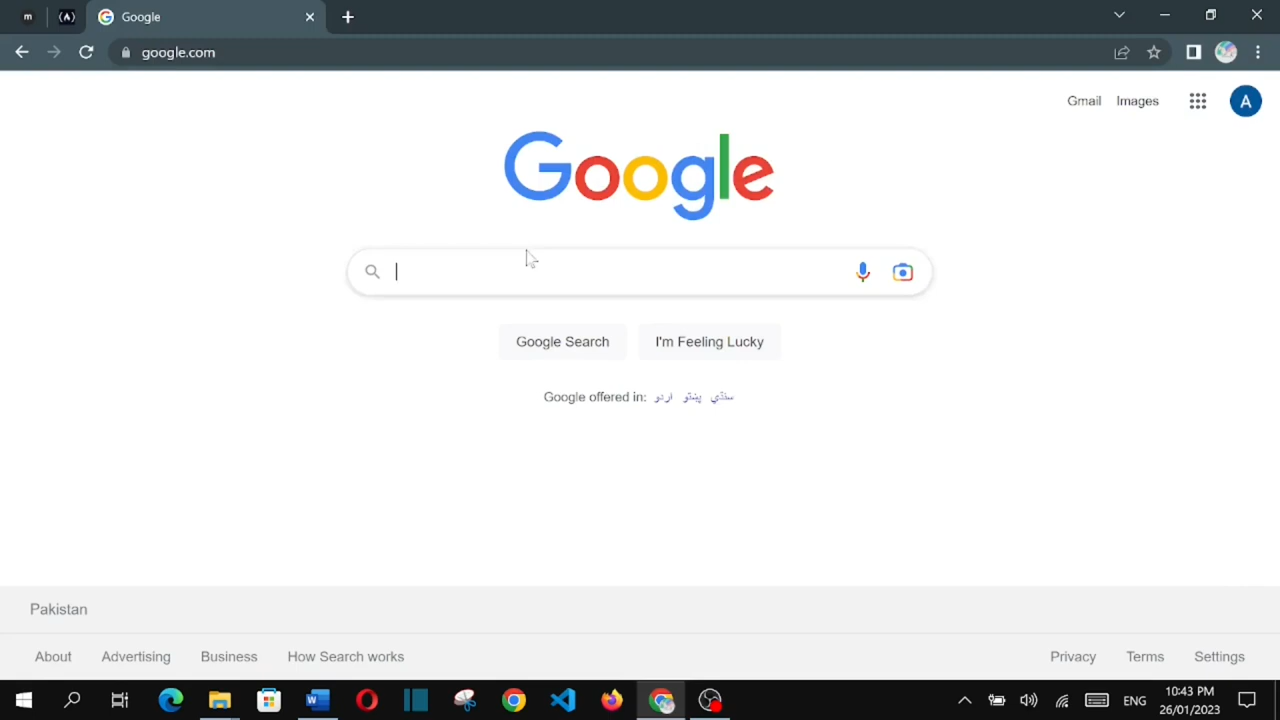 m
Google
google.com
Gmail Images
A
Google
Google Search I'm Feeling Lucky
Google offered in: اردو پښتو سنڌي
Pakistan
About Advertising Business How Search works
Privacy Terms Settings
ENG
10:43 PM
26/01/2023